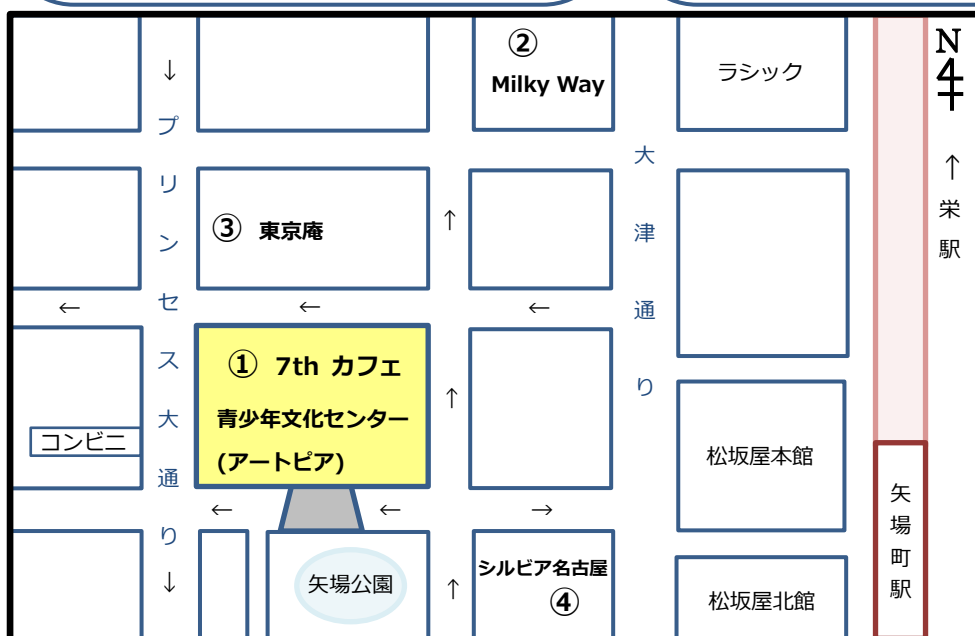 ②
Milky Way
ラシック
N
↓
プリンセス大通り
↓
大津通り
↑栄駅
③ 東京庵
↑
←
←
←
① 7th カフェ
青少年文化センター
(アートピア)
↑
コンビニ
松坂屋本館
矢場町駅
←
←
→
矢場公園
↑
シルビア名古屋
④
松坂屋北館